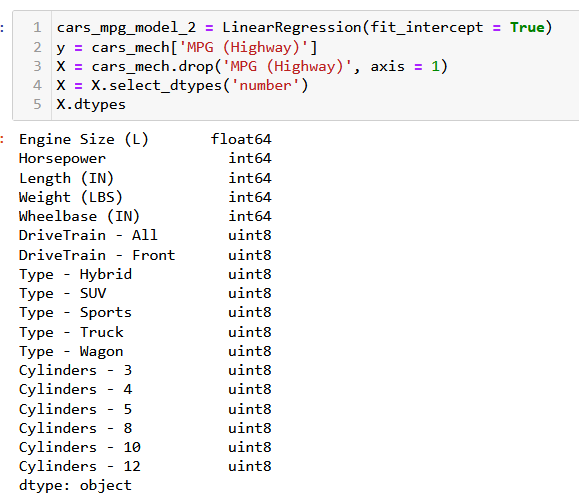 : 1 cars_mpg_model_2 = LinearRegression(fit_intercept = True)
2 y = cars_mech['MPG (Highway)']
3 X = cars_mech.drop('MPG (Highway)', axis = 1)
4 X = X.select_dtypes('number')
5 X.dtypes
: Engine Size (L) float64
Horsepower int64
Length (IN) int64
Weight (LBS) int64
Wheelbase (IN) int64
DriveTrain - All uint8
DriveTrain - Front uint8
Type - Hybrid uint8
Type - SUV uint8
Type - Sports uint8
Type - Truck uint8
Type - Wagon uint8
Cylinders - 3 uint8
Cylinders - 4 uint8
Cylinders - 5 uint8
Cylinders - 8 uint8
Cylinders - 10 uint8
Cylinders - 12 uint8
dtype: object